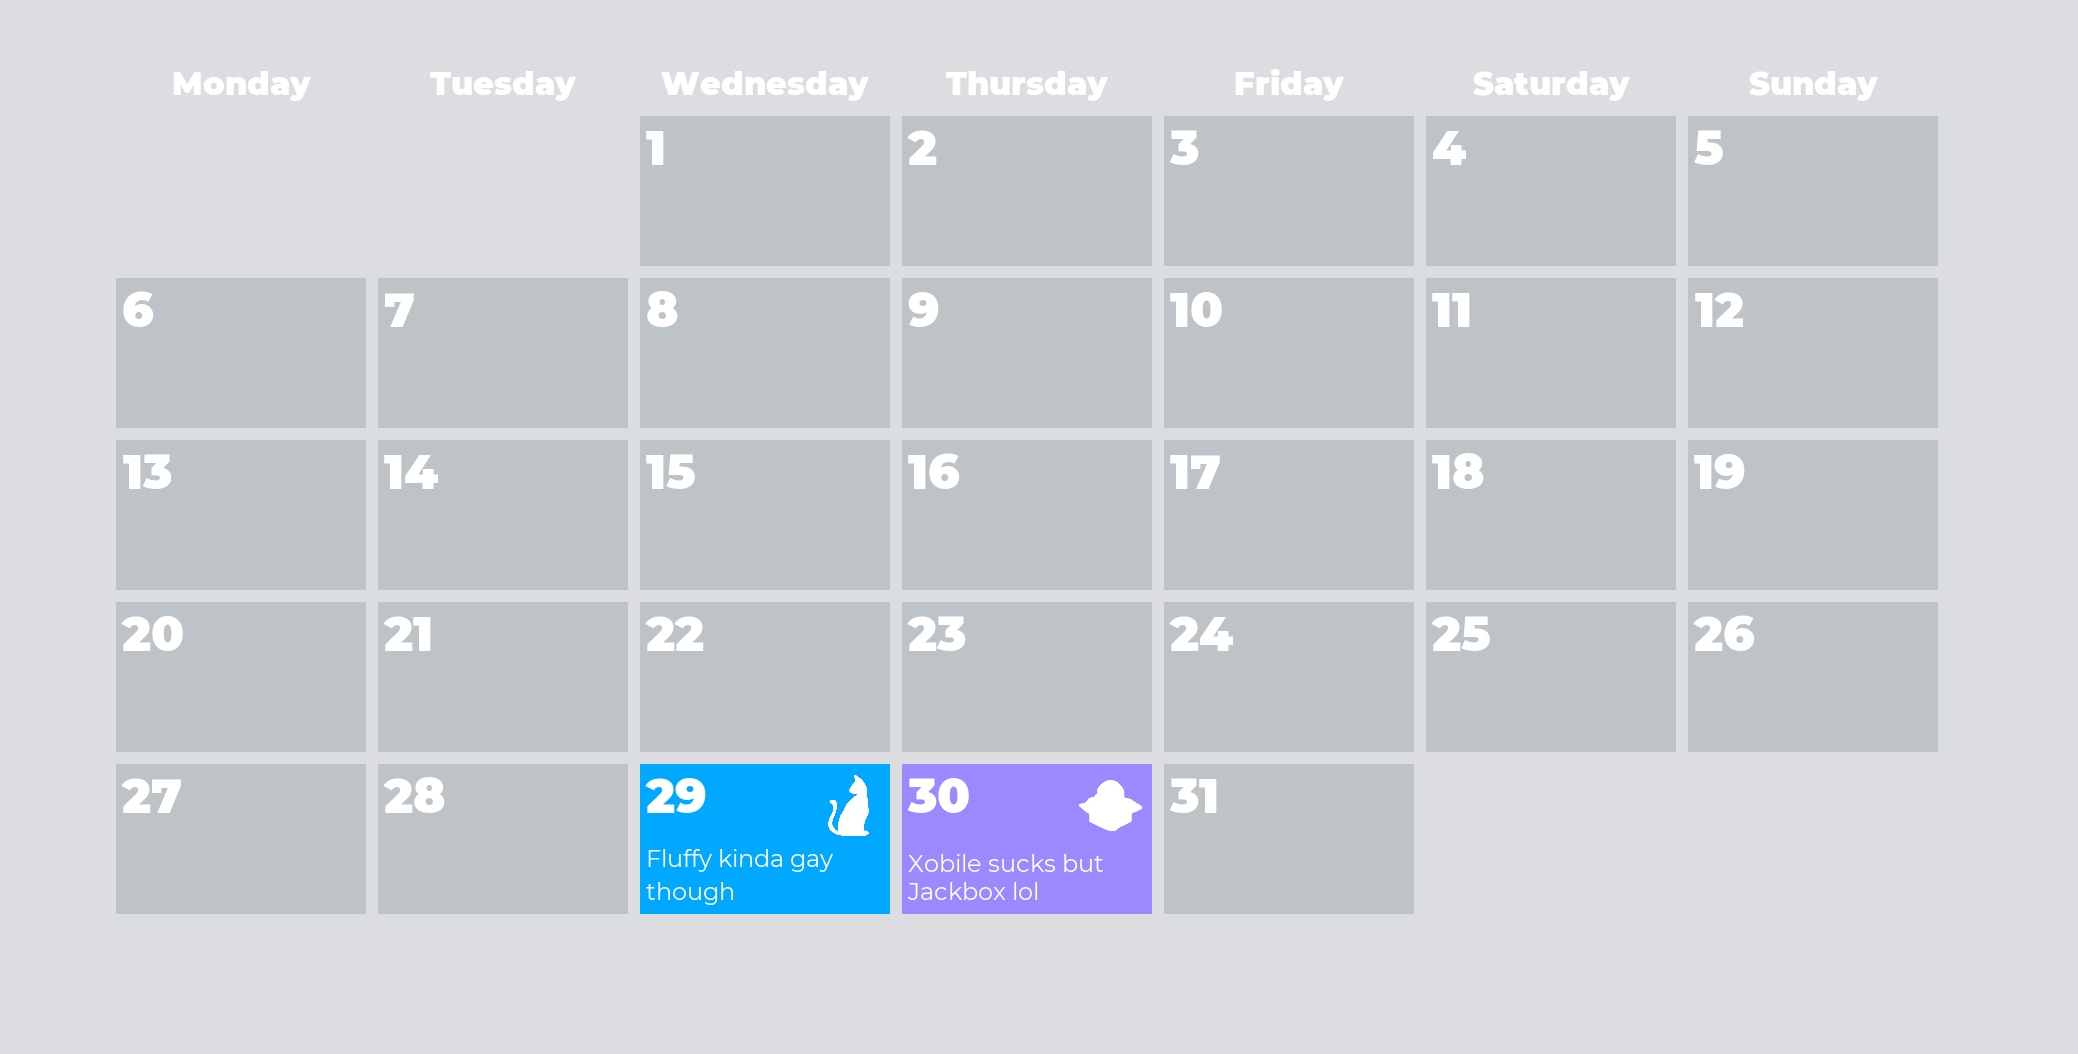 Monday Tuesday Wednesday Thursday Friday Saturday Sunday
1 2 3 4 5
6 7 8 9 10 11 12
13 14 15 16 17 18 19
20 21 22 23 24 25 26
27 28 29 30 31
Fluffy kinda gay
though
Xobile sucks but
Jackbox lol